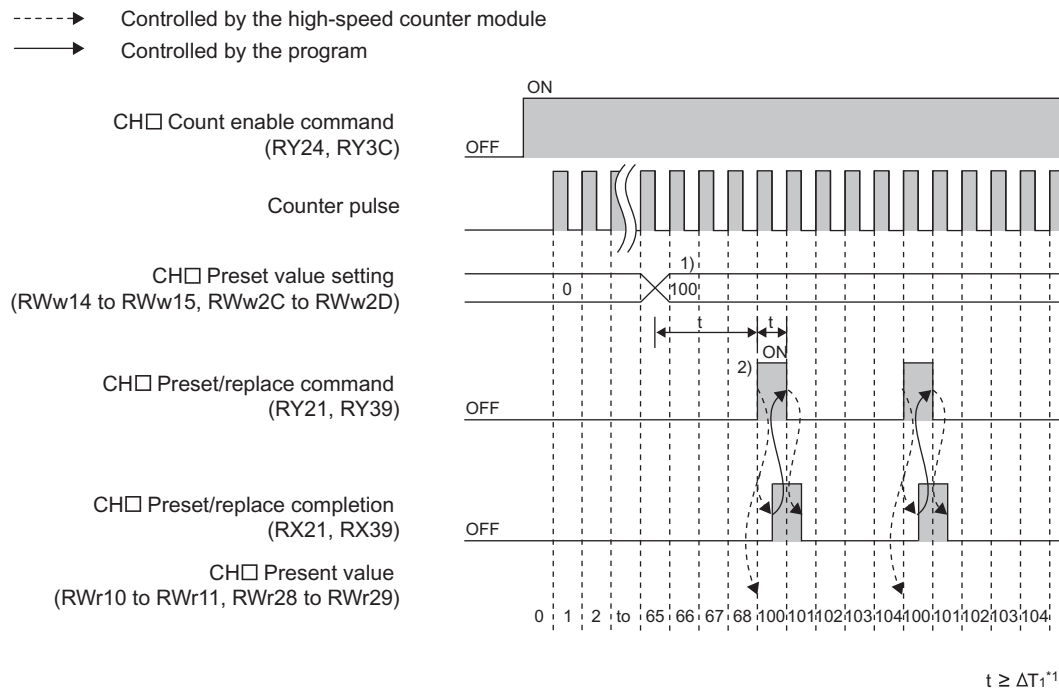 Controlled by the high-speed counter module
Controlled by the program
ON
CH□ Count enable command
(RY24, RY3C)
OFF
Counter pulse
CH□ Preset value setting
(RWw14 to RWw15, RWw2C to RWw2D)
0
1)
100
t
t
ON
2)
CH□ Preset/replace command
(RY21, RY39)
OFF
CH□ Preset/replace completion
(RX21, RX39)
OFF
CH□ Present value
(RWr10 to RWr11, RWr28 to RWr29)
0 1 2 to 65 66 67 68 100 101 102 103 104 100 101 102 103 104
t ≥ ΔT1*1